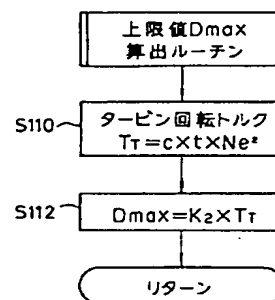 上限値Dmax
算出ルーチン
S110
タービン回転トルク
TT=c×t×Ne²
S112
Dmax=K2×TT
リターン